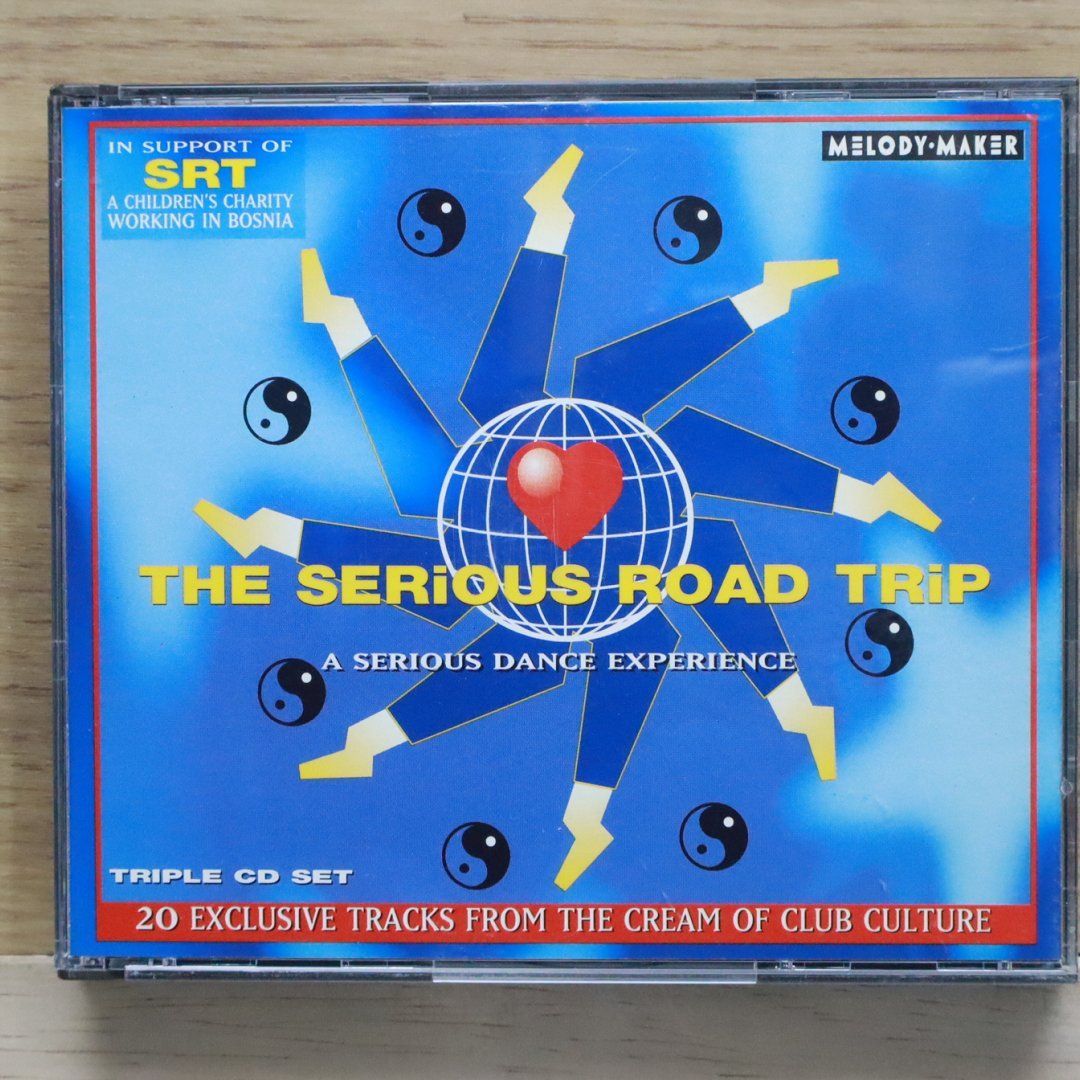 IN SUPPORT OF
SRT
A CHILDREN'S CHARITY
WORKING IN BOSNIA
MELODY·MAKER
THE SERiOUS ROAD TRiP
A SERIOUS DANCE EXPERIENCE
TRIPLE CD SET
20 EXCLUSIVE TRACKS FROM THE CREAM OF CLUB CULTURE